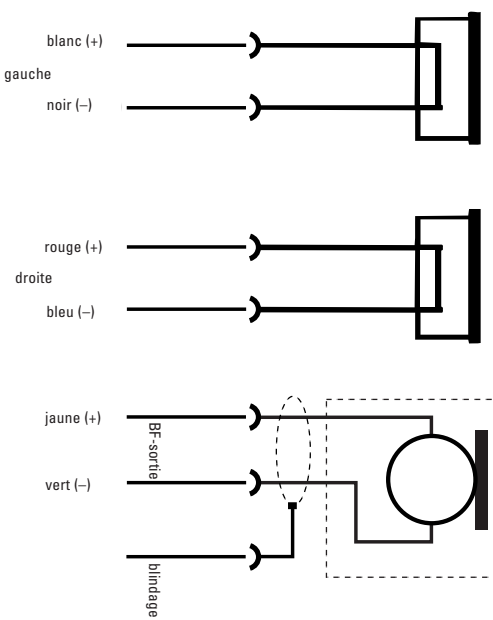 blanc (+)
gauche
noir (–)
rouge (+)
droite
bleu (–)
jaune (+)
BF-sortie
vert (–)
blindage